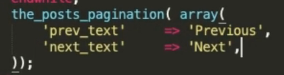 the_posts_pagination( array(
'prev_text' => 'Previous',
'next_text' => 'Next',
));